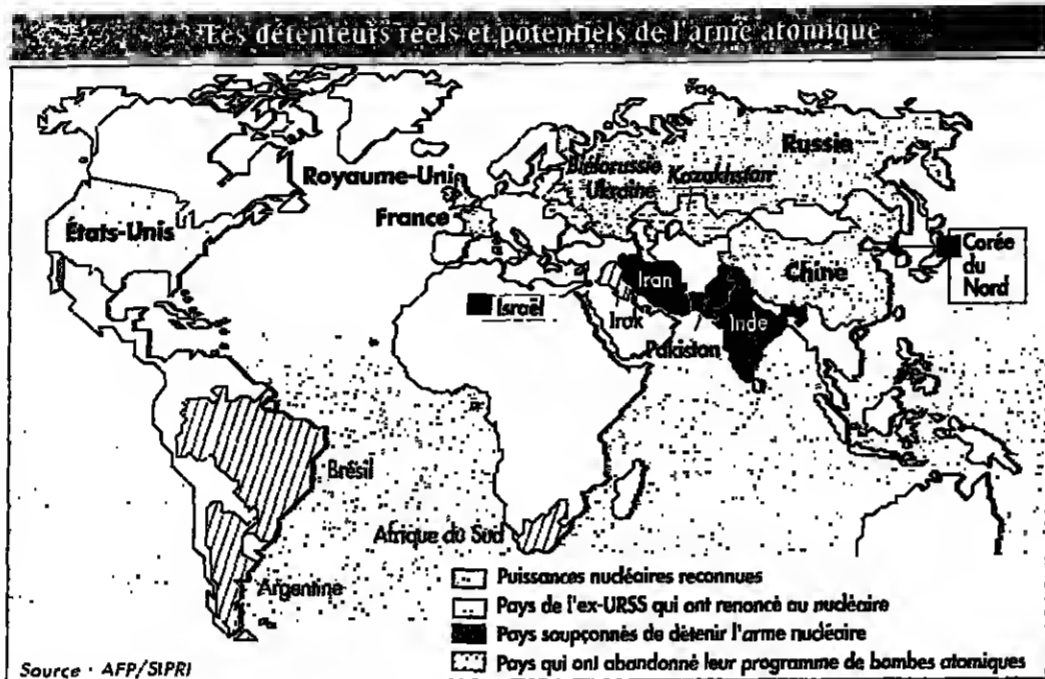 Les détenteurs réels et potentiels de l'arme atomique
Royaume-Uni
France
États-Unis
Biélorussie
Ukraine
Kazakhstan
Russie
Chine
Corée
du
Nord
Israël
Iran
Irak
Pakistan
Inde
Brésil
Afrique du Sud
Argentine
Puissances nucléaires reconnues
Pays de l'ex-URSS qui ont renoncé au nucléaire
Pays soupçonnés de détenir l'arme nucléaire
Pays qui ont abandonné leur programme de bombes atomiques
Source · AFP/SIPRI